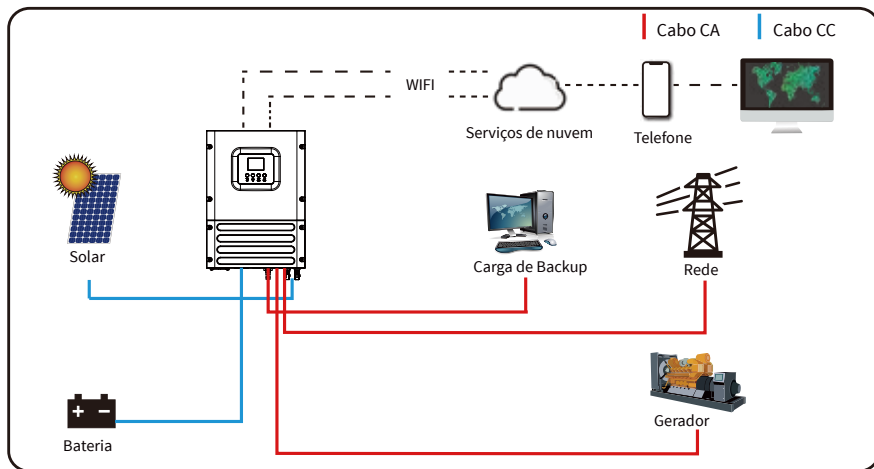 Cabo CA
Cabo CC
WIFI
Serviços de nuvem
Telefone
Solar
Carga de Backup
Rede
Bateria
Gerador